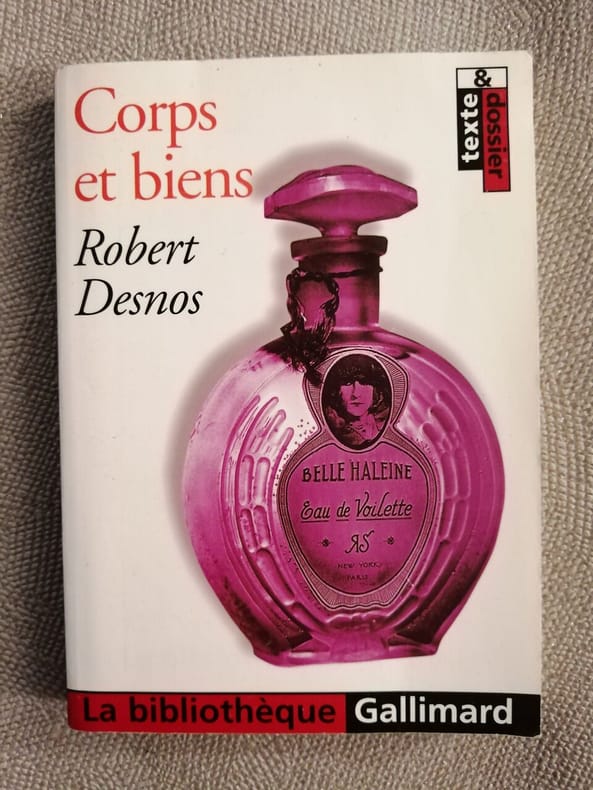 Corps
et biens
Robert
Desnos
texte
&
dossier
BELLE HALEINE
Eau de Voilette
RS
NEW YORK
PARIS
La bibliothèque Gallimard